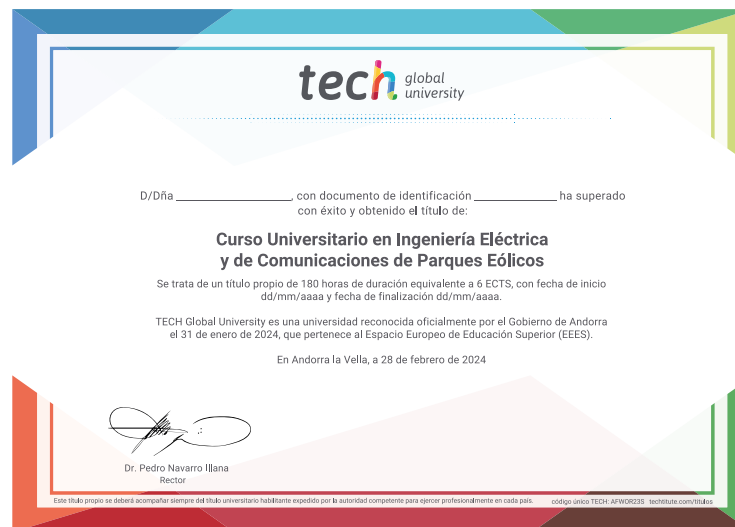 tech global university
D/Dña ____________________, con documento de identificación ______________ ha superado
con éxito y obtenido el título de:
Curso Universitario en Ingeniería Eléctrica
y de Comunicaciones de Parques Eólicos
Se trata de un título propio de 180 horas de duración equivalente a 6 ECTS, con fecha de inicio
dd/mm/aaaa y fecha de finalización dd/mm/aaaa.
TECH Global University es una universidad reconocida oficialmente por el Gobierno de Andorra
el 31 de enero de 2024, que pertenece al Espacio Europeo de Educación Superior (EEES).
En Andorra la Vella, a 28 de febrero de 2024
Dr. Pedro Navarro Illana
Rector
Este título propio se deberá acompañar siempre del título universitario habilitante expedido por la autoridad competente para ejercer profesionalmente en cada país. código único TECH: AFWOR235 techtitute.com/titulos